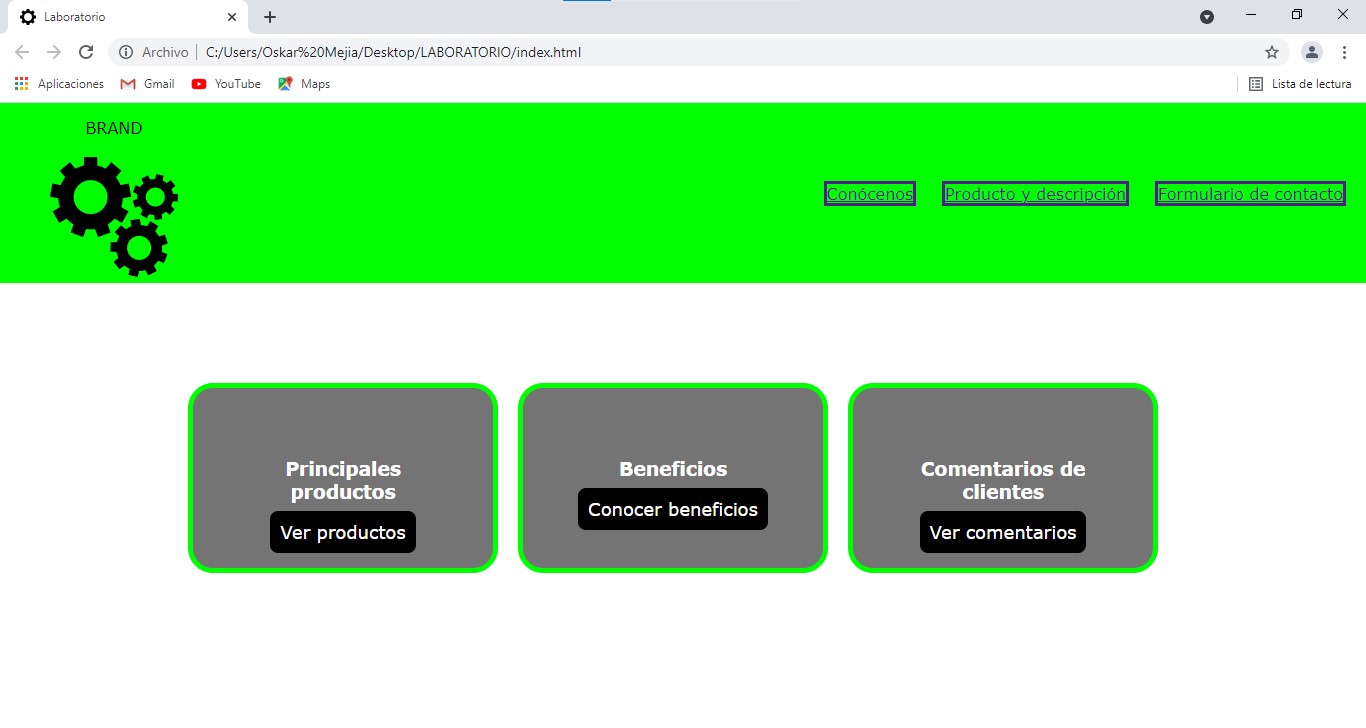 Laboratorio
Archivo C:/Users/Oskar%20Mejia/Desktop/LABORATORIO/index.html
Aplicaciones Gmail YouTube Maps Lista de lectura
BRAND
Conócenos Producto y descripción Formulario de contacto
Principales
productos
Ver productos
Beneficios
Conocer beneficios
Comentarios de
clientes
Ver comentarios